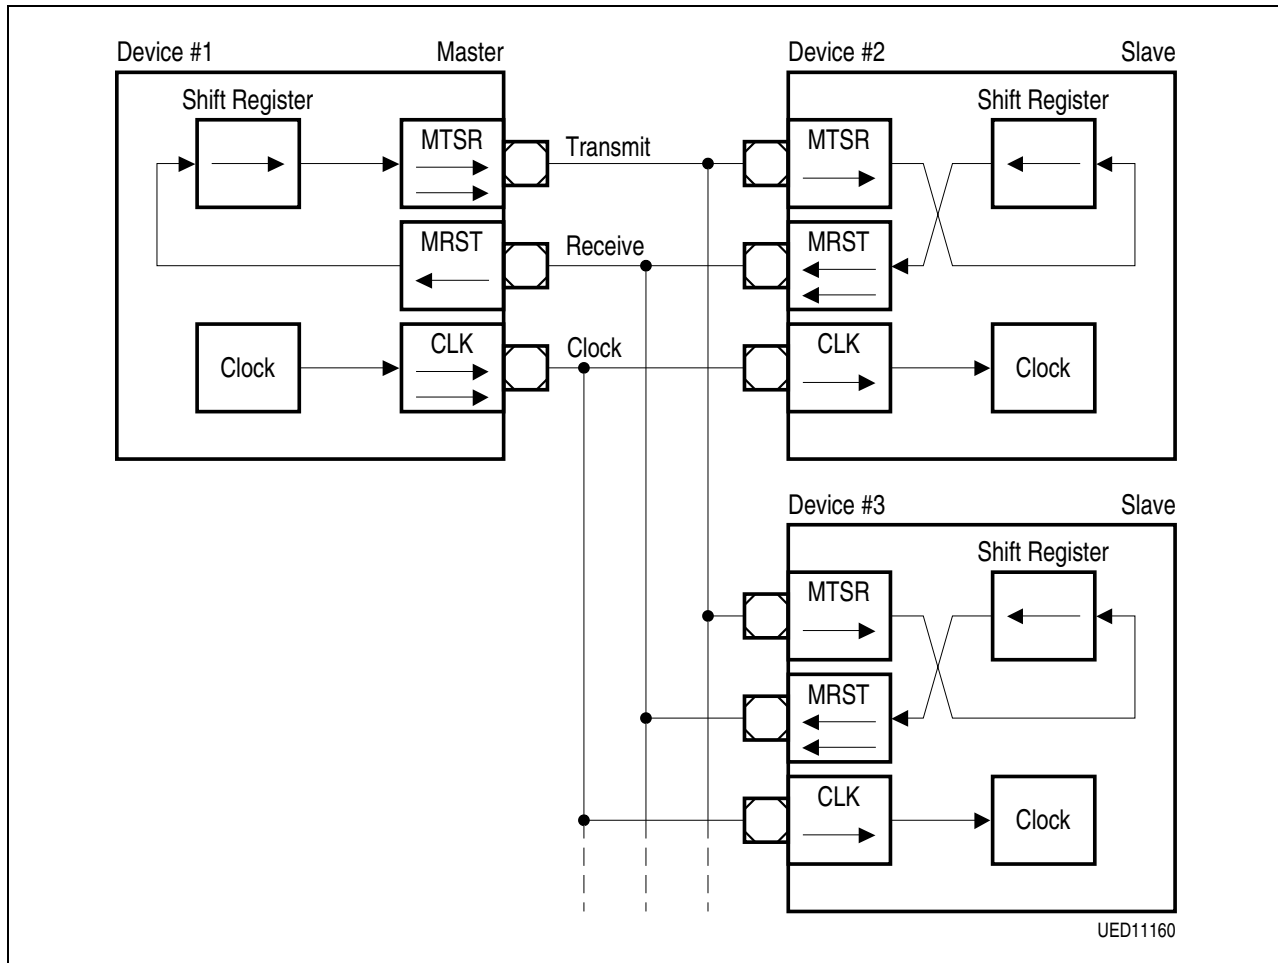 Device #1 Master
Shift Register
MTSR
Transmit
MRST
Receive
Clock
CLK
Clock
Device #2 Slave
Shift Register
MTSR
MRST
CLK
Clock
Device #3 Slave
Shift Register
MTSR
MRST
CLK
Clock
UED11160